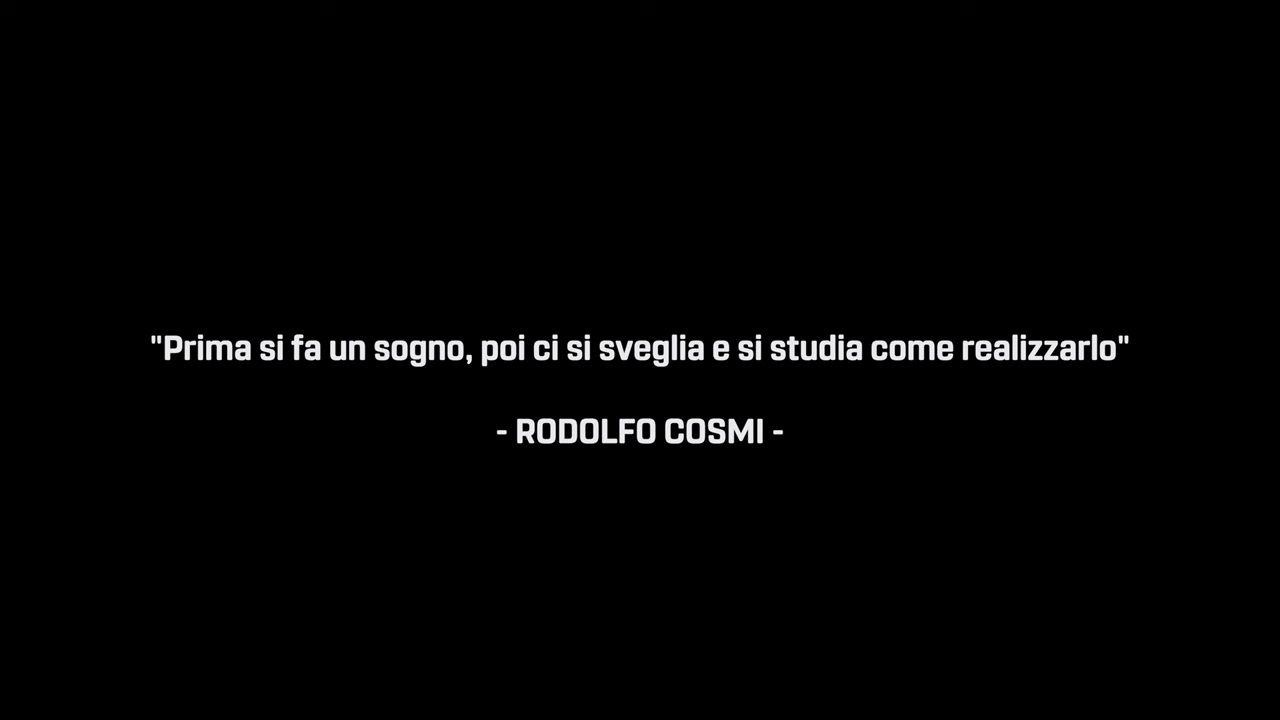 "Prima si fa un sogno, poi ci si sveglia e si studia come realizzarlo"
- RODOLFO COSMI -